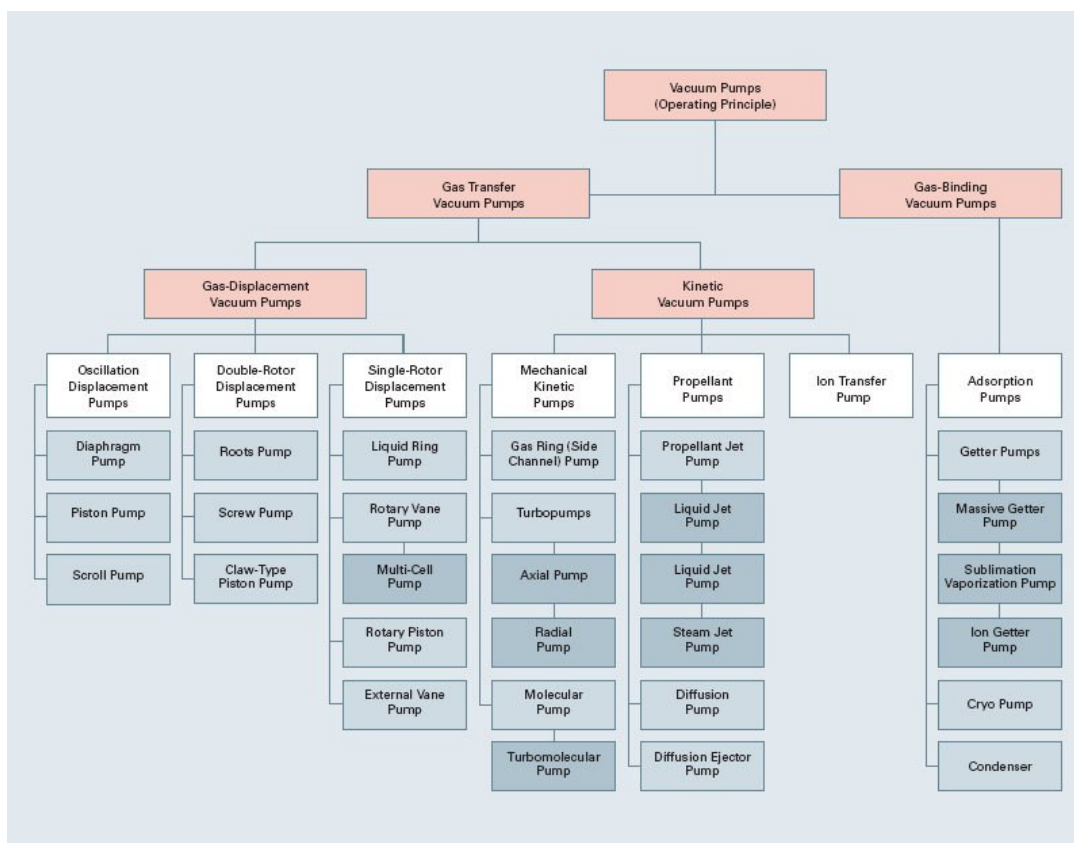 Vacuum Pumps
(Operating Principle)
Gas Transfer
Vacuum Pumps
Gas-Binding
Vacuum Pumps
Gas-Displacement
Vacuum Pumps
Kinetic
Vacuum Pumps
Oscillation
Displacement
Pumps
Double-Rotor
Displacement
Pumps
Single-Rotor
Displacement
Pumps
Mechanical
Kinetic
Pumps
Propellant
Pumps
Ion Transfer
Pump
Adsorption
Pumps
Diaphragm
Pump
Piston Pump
Scroll Pump
Roots Pump
Screw Pump
Claw-Type
Piston Pump
Liquid Ring
Pump
Rotary Vane
Pump
Multi-Cell
Pump
Rotary Piston
Pump
External Vane
Pump
Gas Ring (Side
Channel) Pump
Turbopumps
Axial Pump
Radial
Pump
Molecular
Pump
Turbomolecular
Pump
Propellant Jet
Pump
Liquid Jet
Pump
Liquid Jet
Pump
Steam Jet
Pump
Diffusion
Pump
Diffusion Ejector
Pump
Getter Pumps
Massive Getter
Pump
Sublimation
Vaporization Pump
Ion Getter
Pump
Cryo Pump
Condenser